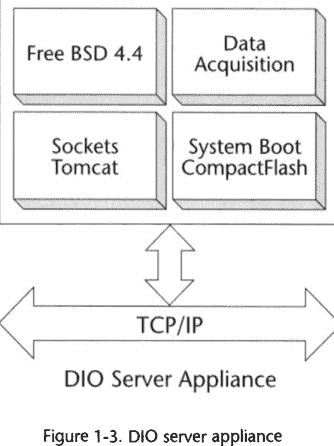 Free BSD 4.4
Data
Acquisition
Sockets
Tomcat
System Boot
CompactFlash
TCP/IP
DIO Server Appliance
Figure 1-3. DIO server appliance